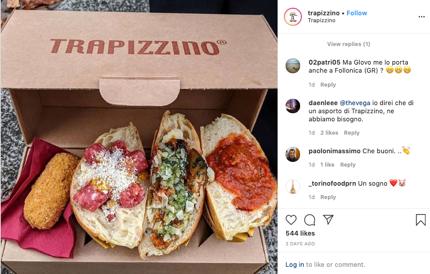 TRAPIZZINO®
trapizzino • Follow
Trapizzino
View replies (1)
02patri05 Ma Glovo me lo porta
anche a Follonica (GR) ? 😁😁😁
1d Reply
daenleee @thevega io direi che di
un asporto di Trapizzino, ne
abbiamo bisogno.
1d 2 likes Reply
paolonimassimo Che buoni. ..👏
1d 1 likes Reply
_torinofoodprn Un sogno ❤️🐭
1d Reply
544 likes
3 DAYS AGO
Log in to like or comment.